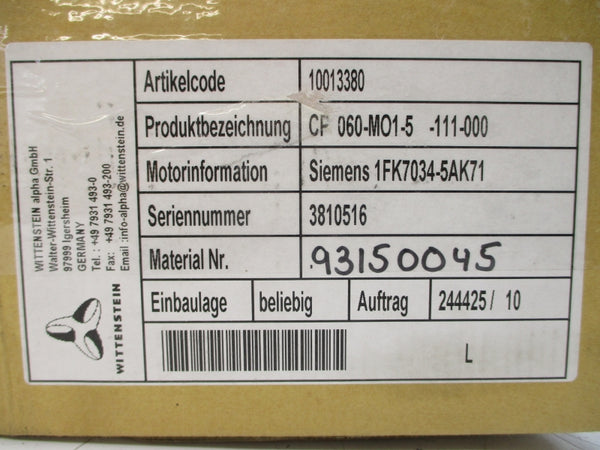 WITTENSTEIN alpha GmbH
Walter-Wittenstein-Str. 1
97999 Igersheim
GERMANY
Tel. : +49 7931 493-0
Fax: +49 7931 493-200
Email :info-alpha@wittenstein.de
WITTENSTEIN
Artikelcode 10013380
Produktbezeichnung CP 060-MO1-5 -111-000
Motorinformation Siemens 1FK7034-5AK71
Seriennummer 3810516
Material Nr. .93150045
Einbaulage beliebig Auftrag 244425/ 10
L